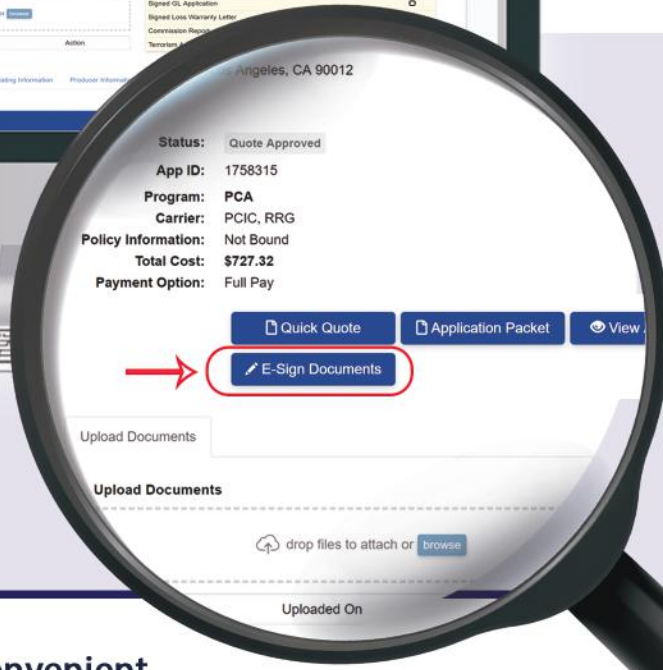 Signed GL Application
Signed Loss Warranty Letter
Commission Report
browse
Action
Producer
Angeles, CA 90012
Status: Quote Approved
App ID: 1758315
Program: PCA
Carrier: PCIC, RRG
Policy Information: Not Bound
Total Cost: $727.32
Payment Option: Full Pay
Quick Quote Application Packet View
E-Sign Documents
Upload Documents
Upload Documents
drop files to attach or browse
Uploaded On